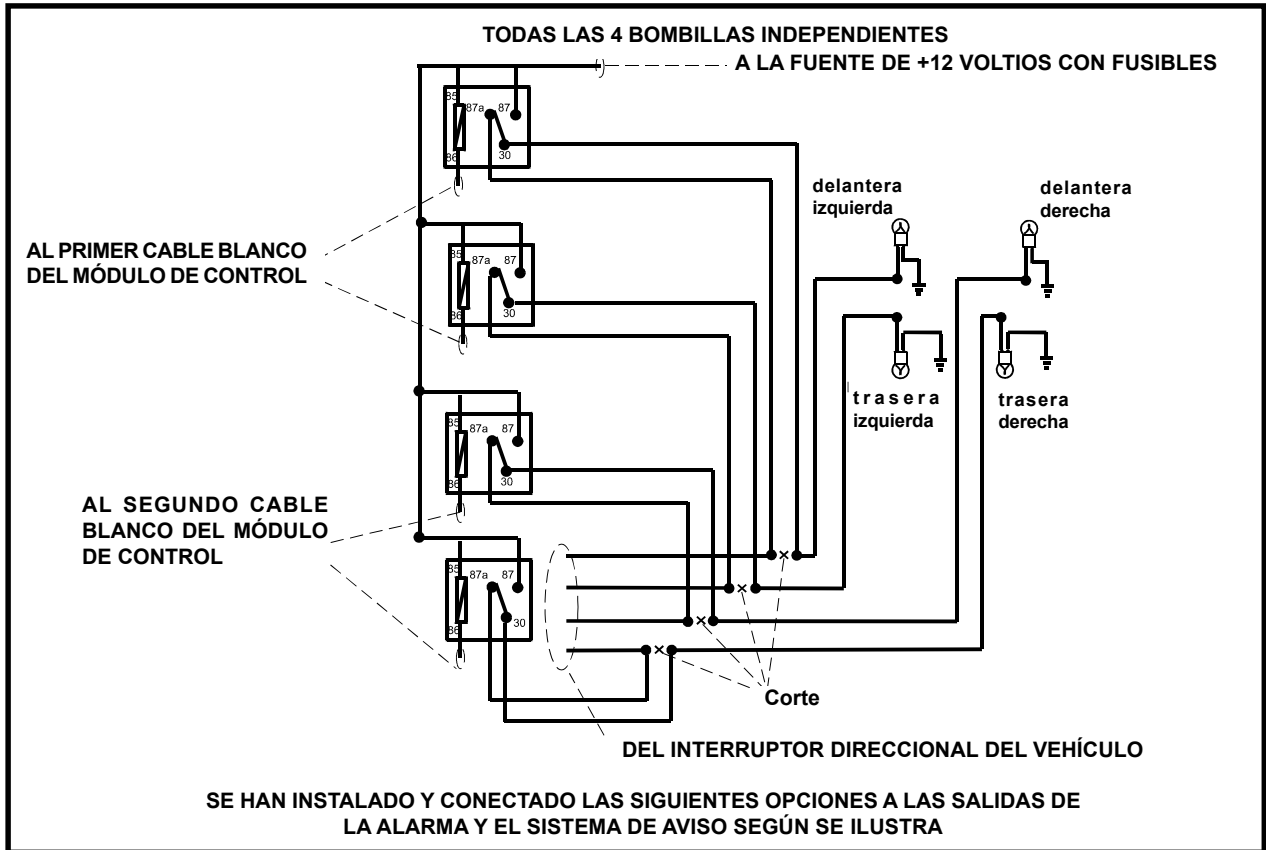 TODAS LAS 4 BOMBILLAS INDEPENDIENTES
A LA FUENTE DE +12 VOLTIOS CON FUSIBLES
85
87a
87
86
30
delantera
izquierda
delantera
derecha
AL PRIMER CABLE BLANCO
DEL MÓDULO DE CONTROL
85
87a
87
86
30
trasera
izquierda
trasera
derecha
85
87a
87
86
30
AL SEGUNDO CABLE
BLANCO DEL MÓDULO
DE CONTROL
85
87a
87
86
30
Corte
DEL INTERRUPTOR DIRECCIONAL DEL VEHÍCULO
SE HAN INSTALADO Y CONECTADO LAS SIGUIENTES OPCIONES A LAS SALIDAS DE
LA ALARMA Y EL SISTEMA DE AVISO SEGÚN SE ILUSTRA